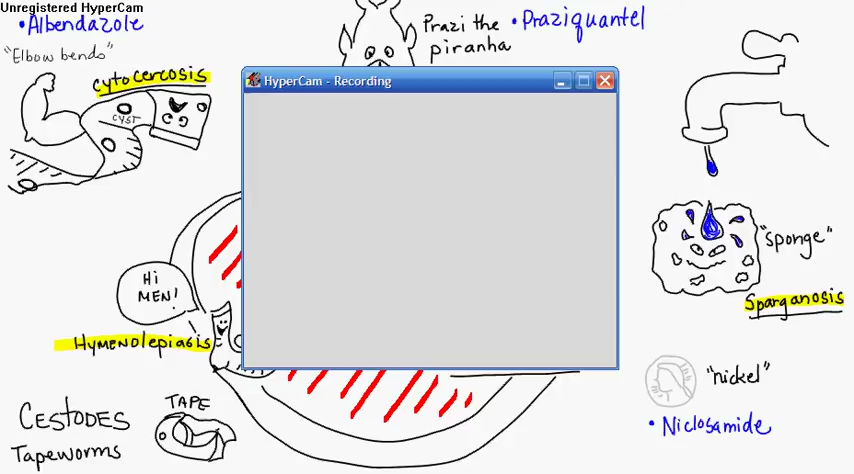 Unregistered HyperCam
• Albendazole
"Elbow bends"
cytocercosis
CYST
Prazi the
piranha
• Praziquantel
HyperCam - Recording
"sponge"
Sparganosis
Hi
MEN!
Hymenolepiasis
"nickel"
• Niclosamide
CESTODES
Tapeworms
TAPE